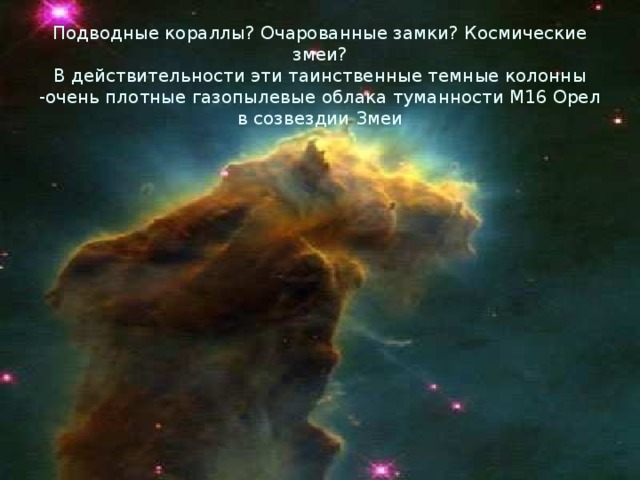 Подводные кораллы? Очарованные замки? Космические
змеи?
В действительности эти таинственные темные колонны
-очень плотные газопылевые облака туманности М16 Орел
в созвездии Змеи